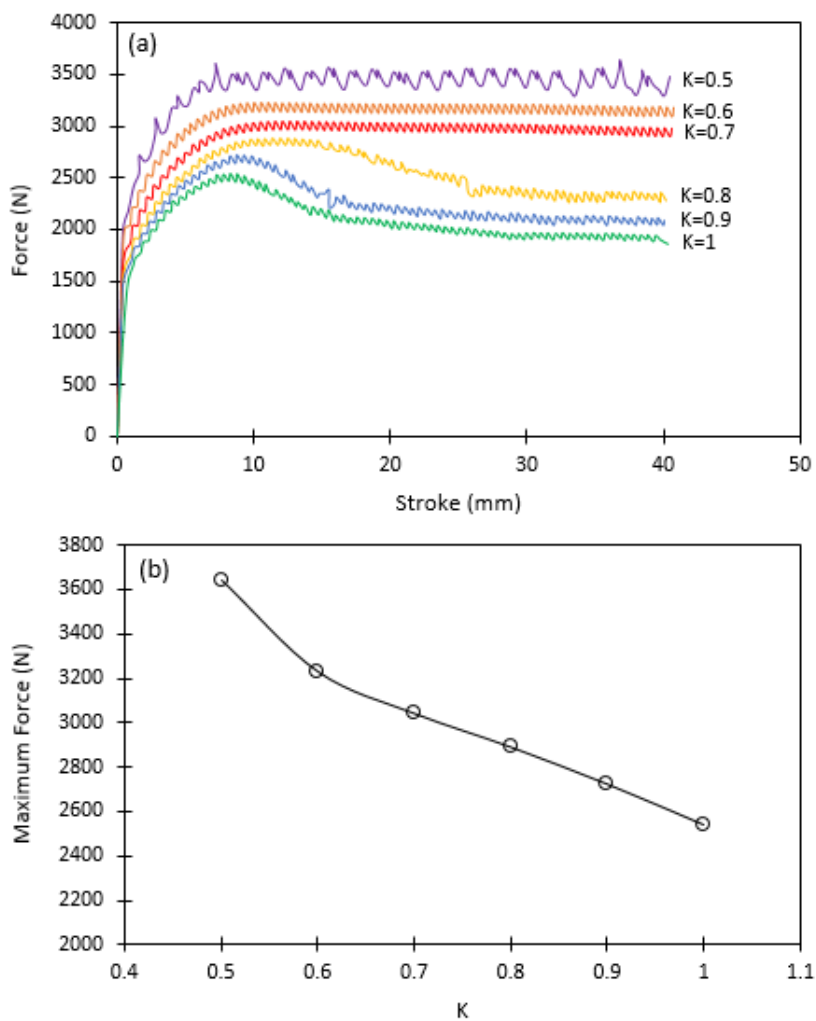 (a)
4000
3500
3000
2500
2000
1500
1000
500
0
Force (N)
K=0.5
K=0.6
K=0.7
K=0.8
K=0.9
K=1
0 10 20 30 40 50
Stroke (mm)
(b)
3800
3600
3400
3200
3000
2800
2600
2400
2200
2000
Maximum Force (N)
0.4 0.5 0.6 0.7 0.8 0.9 1 1.1
K